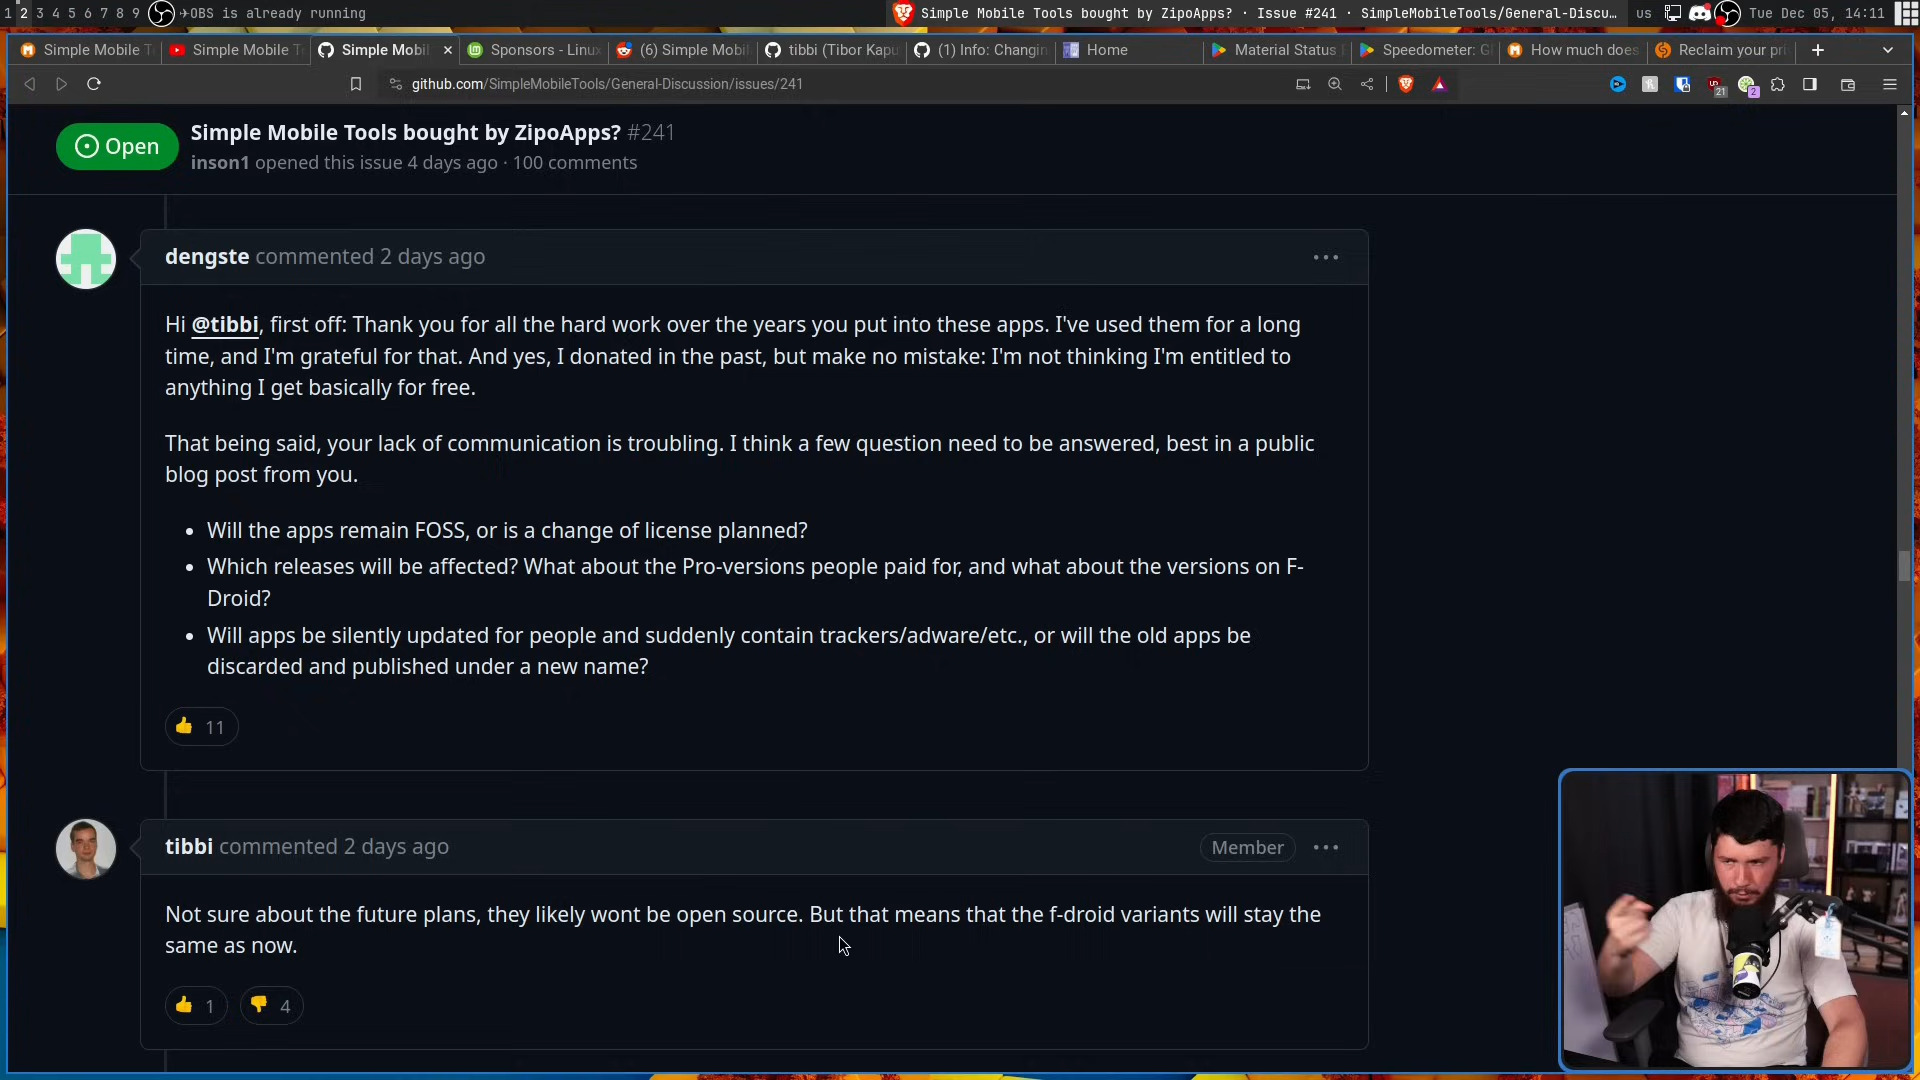 1 2 3 4 5 6 7 8 9 ✈OBS is already running
Simple Mobile Tools bought by ZipoApps? · Issue #241 · SimpleMobileTools/General-Discu…
us
Tue Dec 05, 14:11
Simple Mobile T
Simple Mobile T
Simple Mobi
Sponsors - Linu
(6) Simple Mobil
tibbi (Tibor Kapu
(1) Info: Changin
Home
Material Status
Speedometer: G
How much does
Reclaim your pri
github.com/SimpleMobileTools/General-Discussion/issues/241
21
2
Open
Simple Mobile Tools bought by ZipoApps? #241
inson1 opened this issue 4 days ago · 100 comments
dengste commented 2 days ago
Hi @tibbi, first off: Thank you for all the hard work over the years you put into these apps. I've used them for a long
time, and I'm grateful for that. And yes, I donated in the past, but make no mistake: I'm not thinking I'm entitled to
anything I get basically for free.
That being said, your lack of communication is troubling. I think a few question need to be answered, best in a public
blog post from you.
• Will the apps remain FOSS, or is a change of license planned?
• Which releases will be affected? What about the Pro-versions people paid for, and what about the versions on F-
Droid?
• Will apps be silently updated for people and suddenly contain trackers/adware/etc., or will the old apps be
discarded and published under a new name?
👍 11
tibbi commented 2 days ago
Member
Not sure about the future plans, they likely wont be open source. But that means that the f-droid variants will stay the
same as now.
👍 1
👎 4